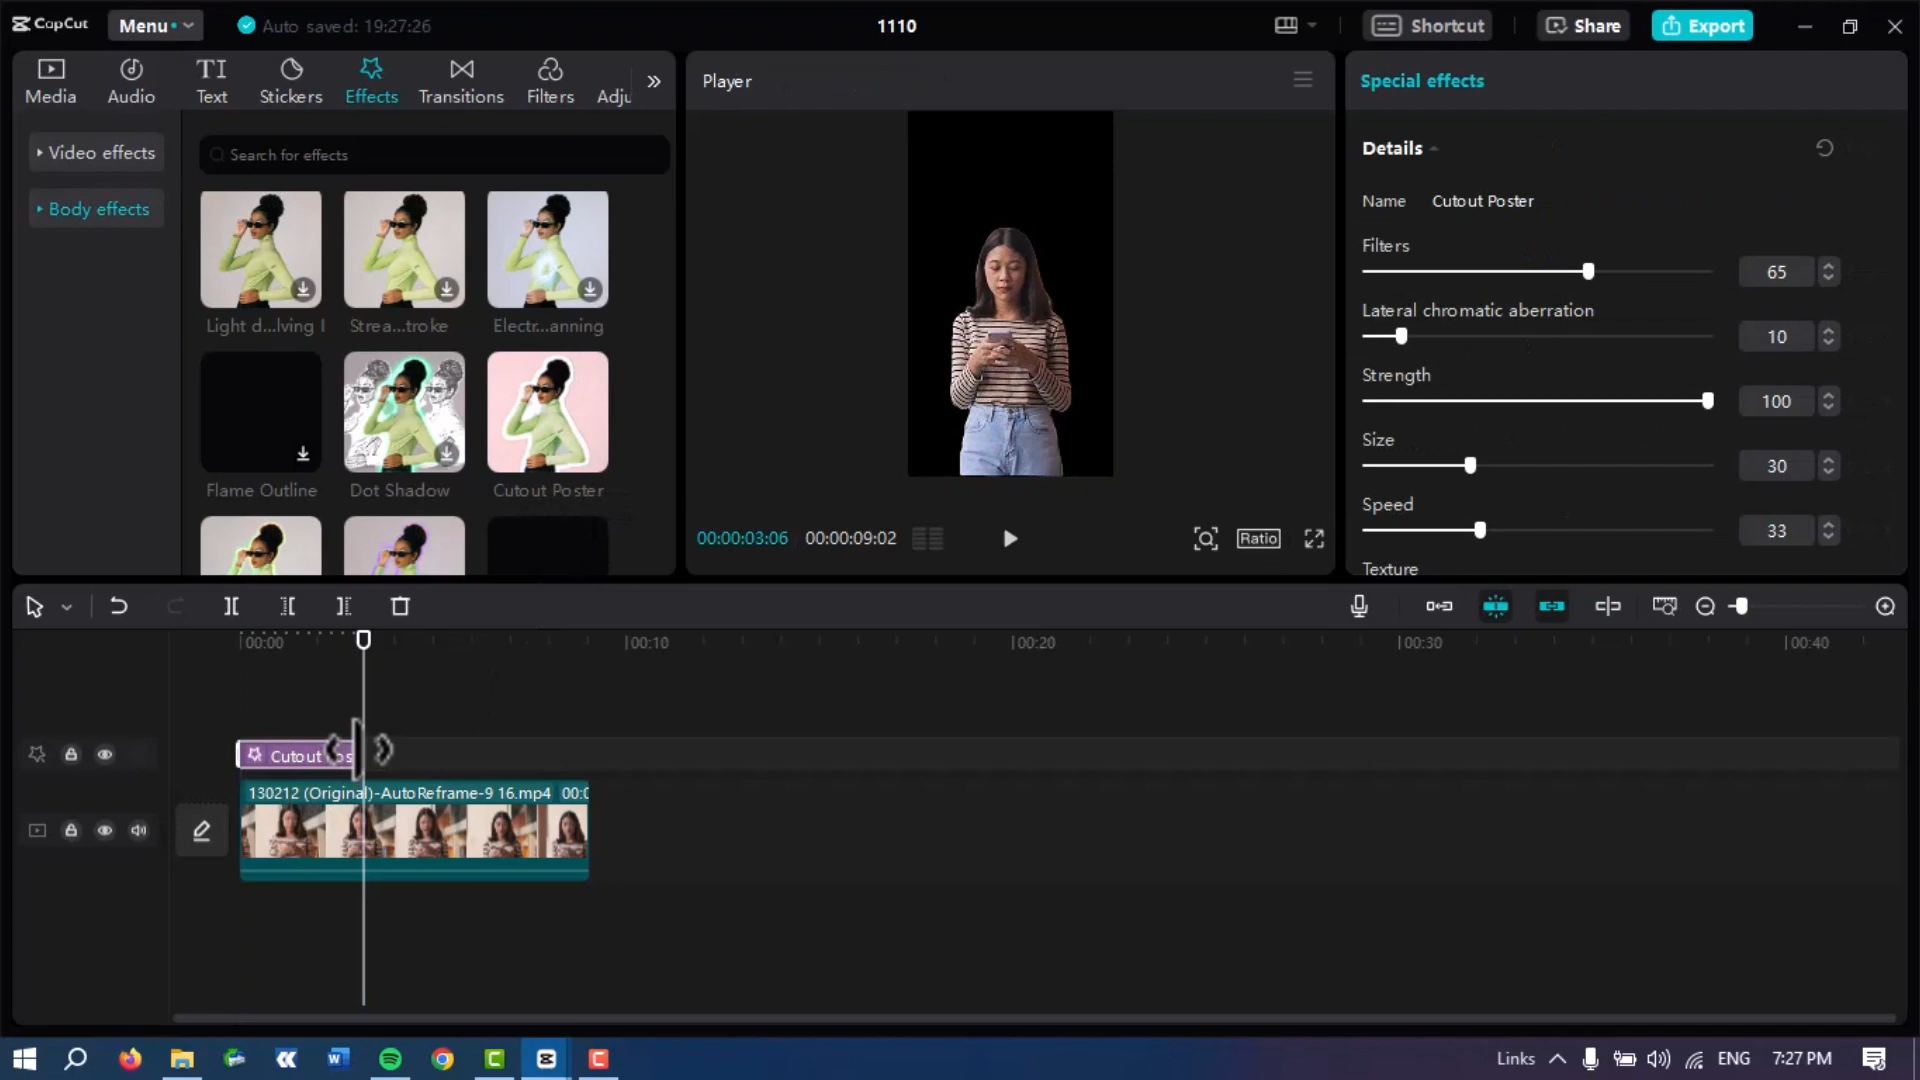 CapCut
Menu
Auto saved: 19:27:26
1110
Shortcut
Share
Export
Media
Audio
TI
Text
Stickers
Effects
Transitions
Filters
Adju
Video effects
Body effects
Search for effects
Light d...lving I
Strea...troke
Electr...anning
Flame Outline
Dot Shadow
Cutout Poster
Player
00:00:03:06
00:00:09:02
Ratio
Special effects
Details
Name
Cutout Poster
Filters
65
Lateral chromatic aberration
10
Strength
100
Size
30
Speed
33
Texture
00:00
00:10
00:20
00:30
00:40
Cutout Pos
130212 (Original)-AutoReframe-9 16.mp4
00:0
Links
ENG
7:27 PM